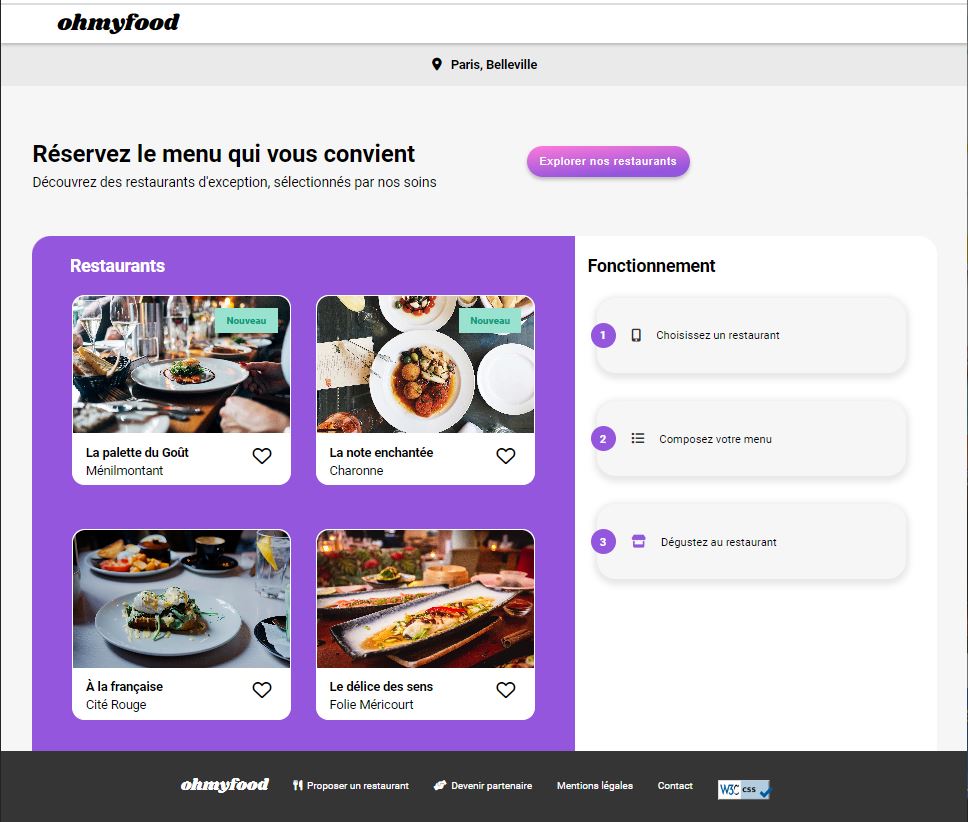 ohmyfood
Paris, Belleville
Réservez le menu qui vous convient
Découvrez des restaurants d'exception, sélectionnés par nos soins
Explorer nos restaurants
Restaurants
Nouveau
La palette du Goût
Ménilmontant
Nouveau
La note enchantée
Charonne
À la française
Cité Rouge
Le délice des sens
Folie Méricourt
Fonctionnement
1 Choisissez un restaurant
2 Composez votre menu
3 Dégustez au restaurant
ohmyfood Proposer un restaurant Devenir partenaire Mentions légales Contact W3C css